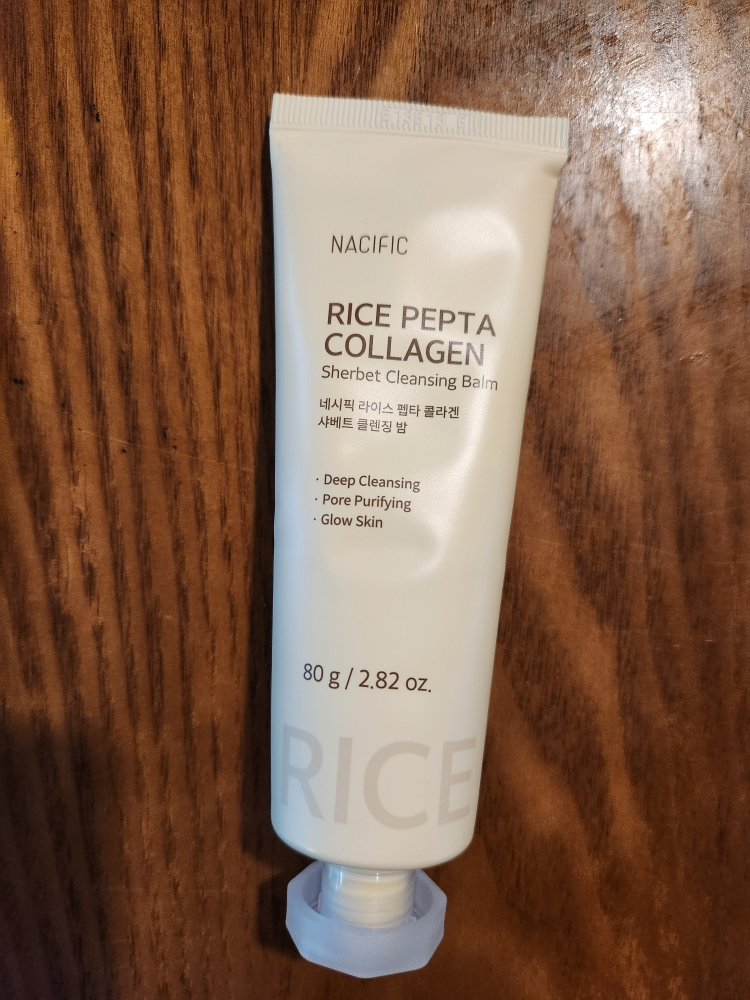 NACIFIC
RICE PEPTA
COLLAGEN
Sherbet Cleansing Balm
네시픽 라이스 펩타 콜라겐
샤베트 클렌징 밤
· Deep Cleansing
· Pore Purifying
· Glow Skin
80 g / 2.82 oz.
RICE